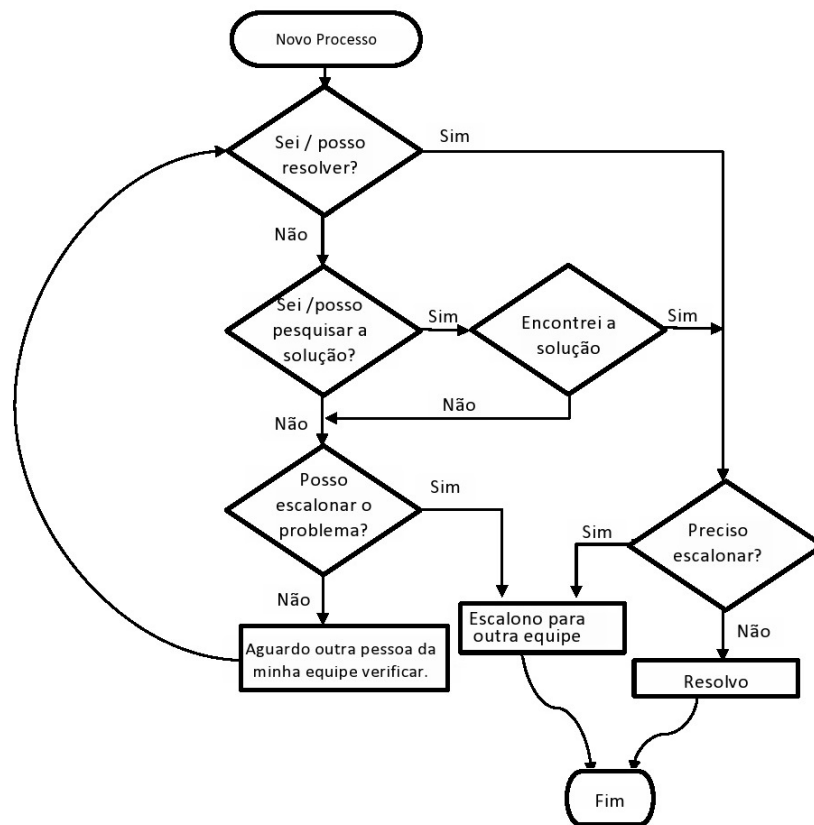 Novo Processo
Sei / posso
resolver?
Sim
Não
Sei /posso
pesquisar a
solução?
Sim
Encontrei a
solução
Sim
Não
Não
Posso
escalonar o
problema?
Sim
Sim
Preciso
escalonar?
Não
Não
Aguardo outra pessoa da
minha equipe verificar.
Escalono para
outra equipe
Resolvo
Fim